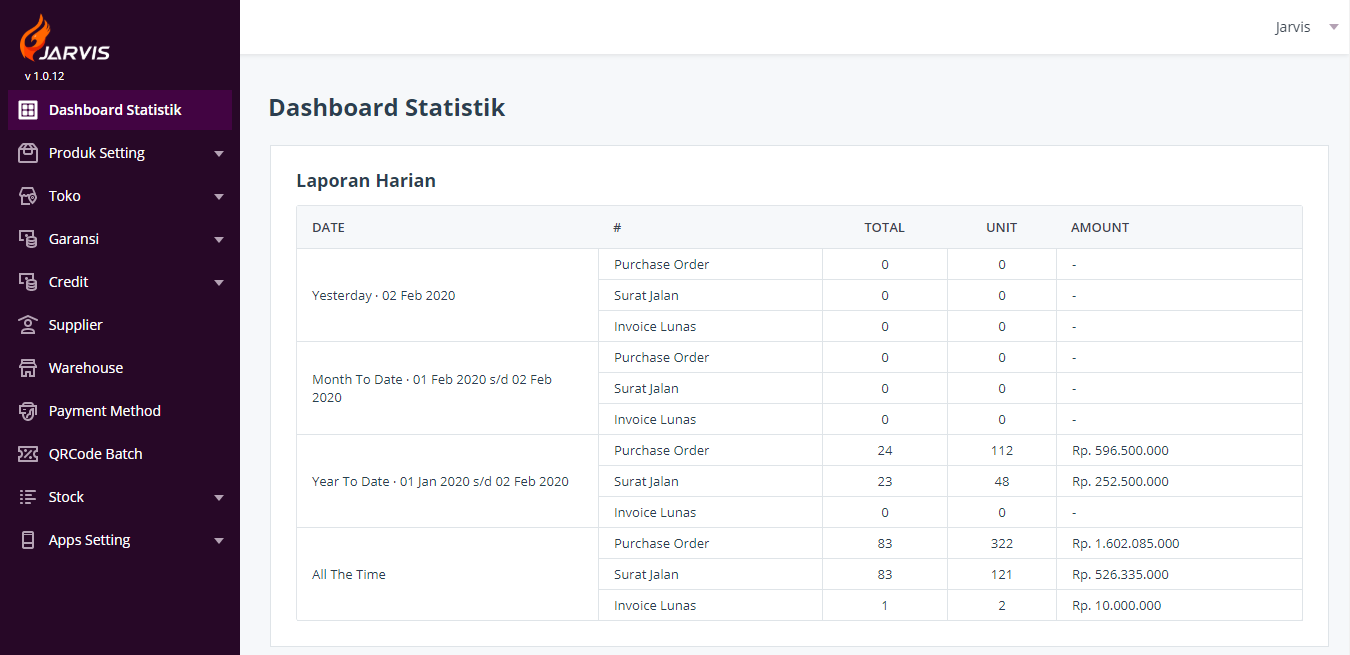 JARVIS
v 1.0.12
Dashboard Statistik
Produk Setting
Toko
Garansi
Credit
Supplier
Warehouse
Payment Method
QRCode Batch
Stock
Apps Setting
Jarvis
Dashboard Statistik
Laporan Harian
DATE # TOTAL UNIT AMOUNT
Purchase Order 0 0 -
Yesterday · 02 Feb 2020 Surat Jalan 0 0 -
Invoice Lunas 0 0 -
Purchase Order 0 0 -
Month To Date · 01 Feb 2020 s/d 02 Feb
2020
Surat Jalan 0 0 -
Invoice Lunas 0 0 -
Purchase Order 24 112 Rp. 596.500.000
Year To Date · 01 Jan 2020 s/d 02 Feb 2020 Surat Jalan 23 48 Rp. 252.500.000
Invoice Lunas 0 0 -
Purchase Order 83 322 Rp. 1.602.085.000
All The Time Surat Jalan 83 121 Rp. 526.335.000
Invoice Lunas 1 2 Rp. 10.000.000